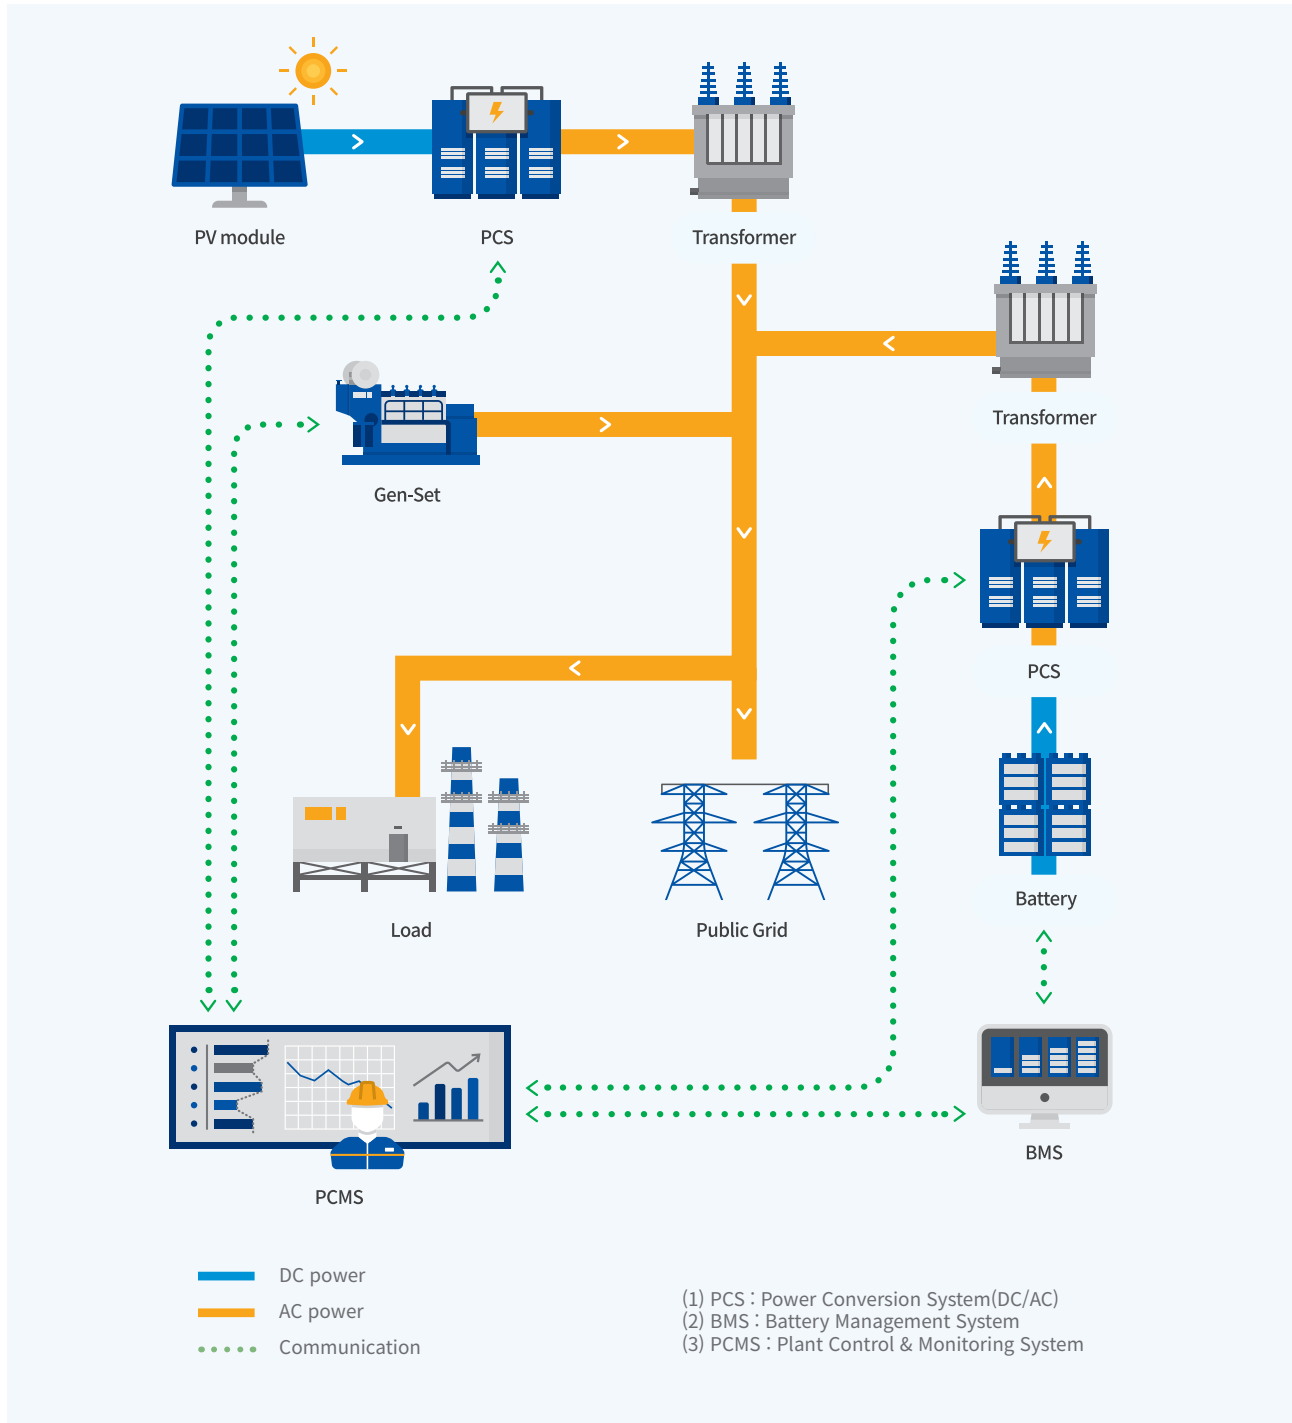 PV module
PCS
Transformer
Transformer
Gen-Set
PCS
Battery
Load
Public Grid
BMS
PCMS
DC power
AC power
Communication
(1) PCS : Power Conversion System(DC/AC)
(2) BMS : Battery Management System
(3) PCMS : Plant Control & Monitoring System